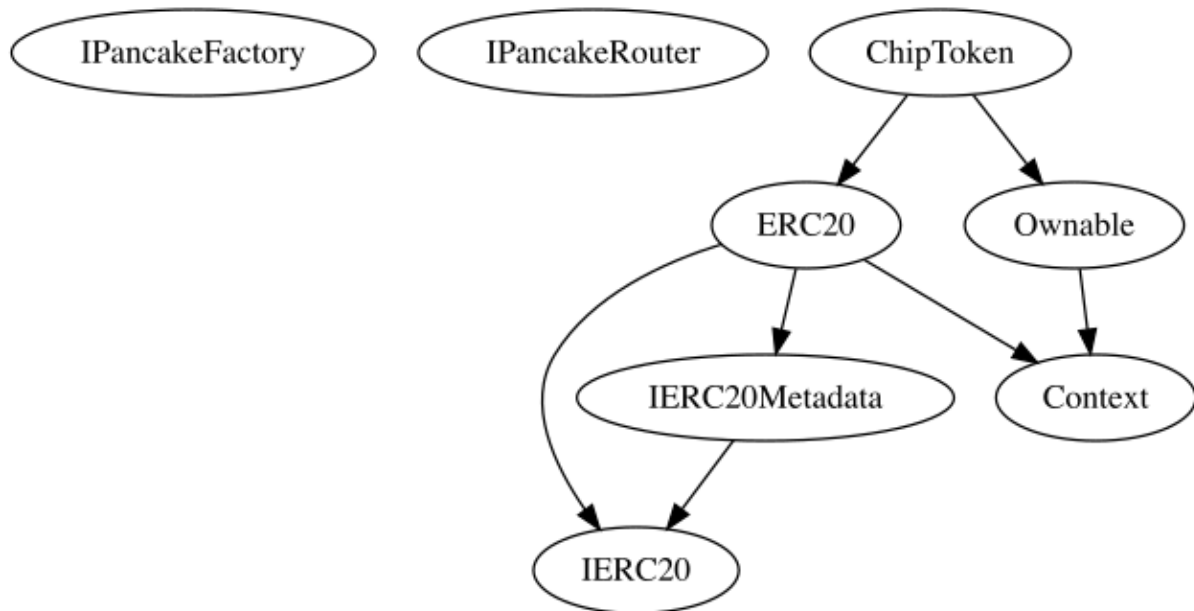 IPancakeFactory
IPancakeRouter
ChipToken
ERC20
Ownable
IERC20Metadata
Context
IERC20